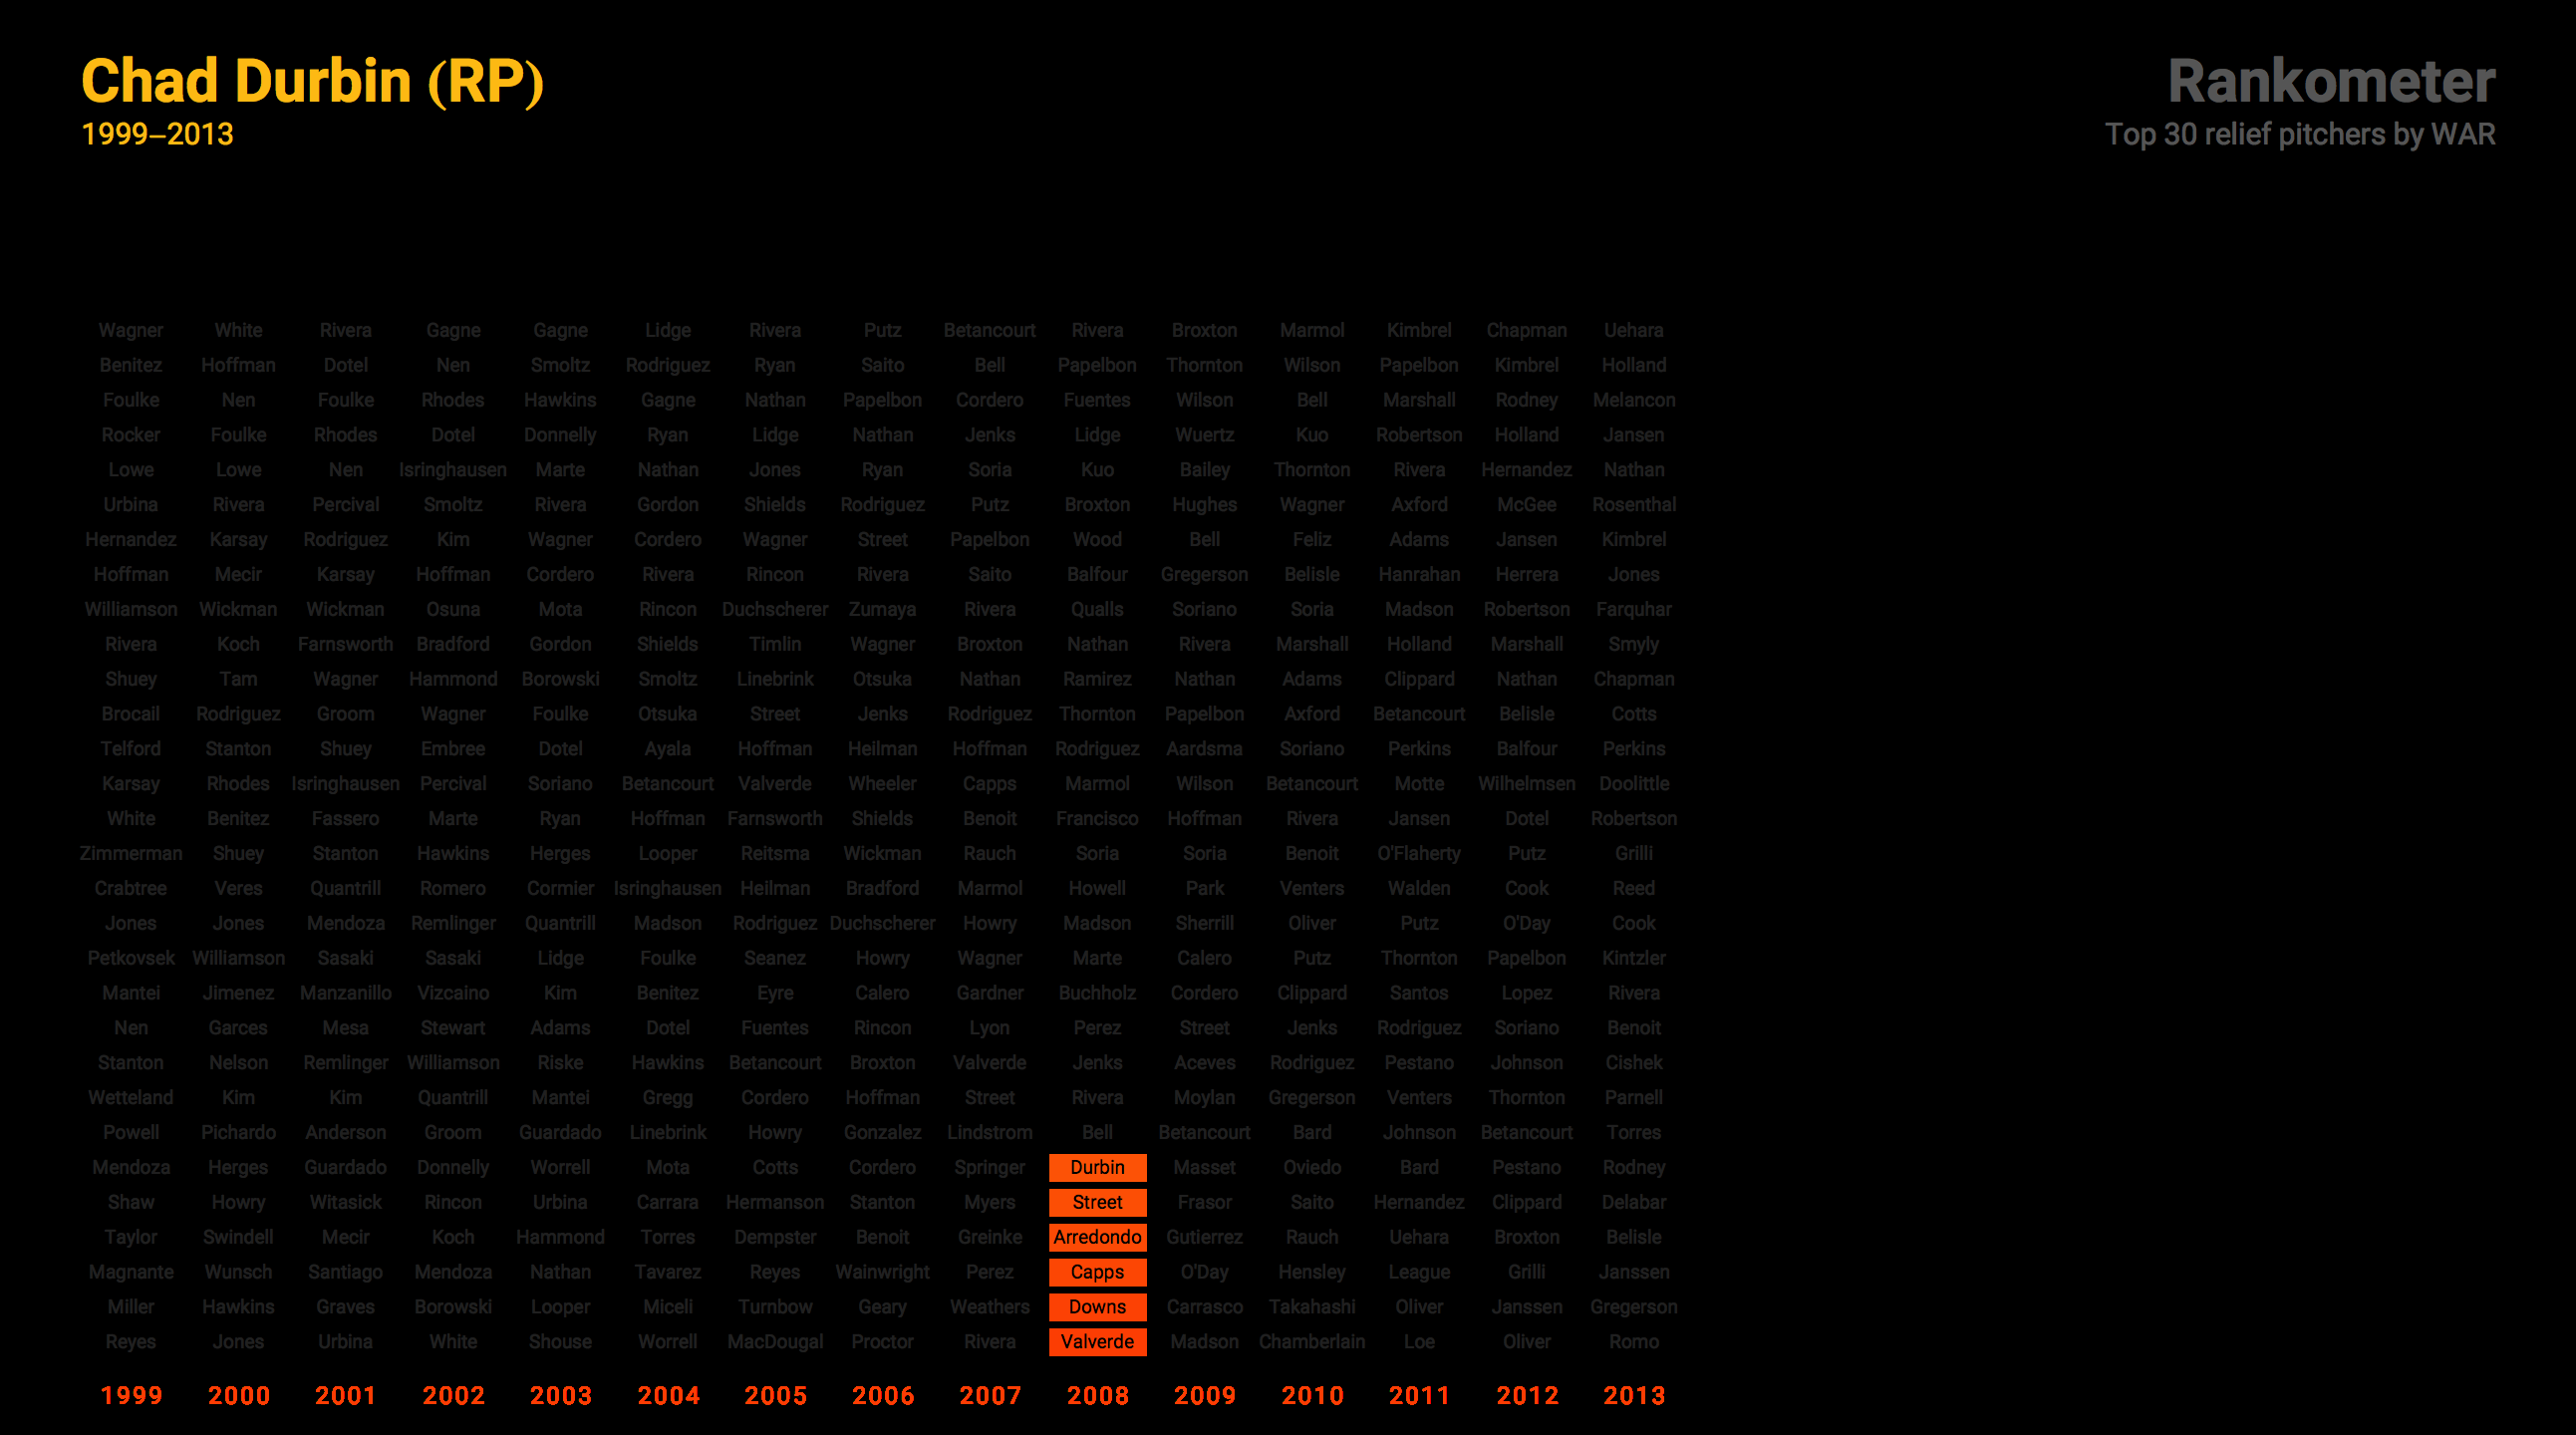 Chad Durbin (RP)
1999–2013
Rankometer
Top 30 relief pitchers by WAR
Wagner White Rivera Gagne Gagne Lidge Rivera Putz Betancourt Rivera Broxton Marmol Kimbrel Chapman Uehara
Benitez Hoffman Dotel Nen Smoltz Rodriguez Ryan Saito Bell Papelbon Thornton Wilson Papelbon Kimbrel Holland
Foulke Nen Foulke Rhodes Hawkins Gagne Nathan Papelbon Cordero Fuentes Wilson Bell Marshall Rodney Melancon
Rocker Foulke Rhodes Dotel Donnelly Ryan Lidge Nathan Jenks Lidge Wuertz Kuo Robertson Holland Jansen
Lowe Lowe Nen Isringhausen Marte Nathan Jones Ryan Soria Kuo Bailey Thornton Rivera Hernandez Nathan
Urbina Rivera Percival Smoltz Rivera Gordon Shields Rodriguez Putz Broxton Hughes Wagner Axford McGee Rosenthal
Hernandez Karsay Rodriguez Kim Wagner Cordero Wagner Street Papelbon Wood Bell Feliz Adams Jansen Kimbrel
Hoffman Mecir Karsay Hoffman Cordero Rivera Rincon Rivera Saito Balfour Gregerson Belisle Hanrahan Herrera Jones
Williamson Wickman Wickman Osuna Mota Rincon Duchscherer Zumaya Rivera Qualls Soriano Soria Madson Robertson Farquhar
Rivera Koch Farnsworth Bradford Gordon Shields Timlin Wagner Broxton Nathan Rivera Marshall Holland Marshall Smyly
Shuey Tam Wagner Hammond Borowski Smoltz Linebrink Otsuka Nathan Ramirez Nathan Adams Clippard Nathan Chapman
Brocail Rodriguez Groom Wagner Foulke Otsuka Street Jenks Rodriguez Thornton Papelbon Axford Betancourt Belisle Cotts
Telford Stanton Shuey Embree Dotel Ayala Hoffman Heilman Hoffman Rodriguez Aardsma Soriano Perkins Balfour Perkins
Karsay Rhodes Isringhausen Percival Soriano Betancourt Valverde Wheeler Capps Marmol Wilson Betancourt Motte Wilhelmsen Doolittle
White Benitez Fassero Marte Ryan Hoffman Farnsworth Shields Benoit Francisco Hoffman Rivera Jansen Dotel Robertson
Zimmerman Shuey Stanton Hawkins Herges Looper Reitsma Wickman Rauch Soria Soria Benoit O'Flaherty Putz Grilli
Crabtree Veres Quantrill Romero Cormier Isringhausen Heilman Bradford Marmol Howell Park Venters Walden Cook Reed
Jones Jones Mendoza Remlinger Quantrill Madson Rodriguez Duchscherer Howry Madson Sherrill Oliver Putz O'Day Cook
Petkovsek Williamson Sasaki Sasaki Lidge Foulke Seanez Howry Wagner Marte Calero Putz Thornton Papelbon Kintzler
Mantei Jimenez Manzanillo Vizcaino Kim Benitez Eyre Calero Gardner Buchholz Cordero Clippard Santos Lopez Rivera
Nen Garces Mesa Stewart Adams Dotel Fuentes Rincon Lyon Perez Street Jenks Rodriguez Soriano Benoit
Stanton Nelson Remlinger Williamson Riske Hawkins Betancourt Broxton Valverde Jenks Aceves Rodriguez Pestano Johnson Cishek
Wetteland Kim Kim Quantrill Mantei Gregg Cordero Hoffman Street Rivera Moylan Gregerson Venters Thornton Parnell
Powell Pichardo Anderson Groom Guardado Linebrink Howry Gonzalez Lindstrom Bell Betancourt Bard Johnson Betancourt Torres
Mendoza Herges Guardado Donnelly Worrell Mota Cotts Cordero Springer Durbin Masset Oviedo Bard Pestano Rodney
Shaw Howry Witasick Rincon Urbina Carrara Hermanson Stanton Myers Street Frasor Saito Hernandez Clippard Delabar
Taylor Swindell Mecir Koch Hammond Torres Dempster Benoit Greinke Arredondo Gutierrez Rauch Uehara Broxton Belisle
Magnante Wunsch Santiago Mendoza Nathan Tavarez Reyes Wainwright Perez Capps O'Day Hensley League Grilli Janssen
Miller Hawkins Graves Borowski Looper Miceli Turnbow Geary Weathers Downs Carrasco Takahashi Oliver Janssen Gregerson
Reyes Jones Urbina White Shouse Worrell MacDougal Proctor Rivera Valverde Madson Chamberlain Loe Oliver Romo
1999 2000 2001 2002 2003 2004 2005 2006 2007 2008 2009 2010 2011 2012 2013